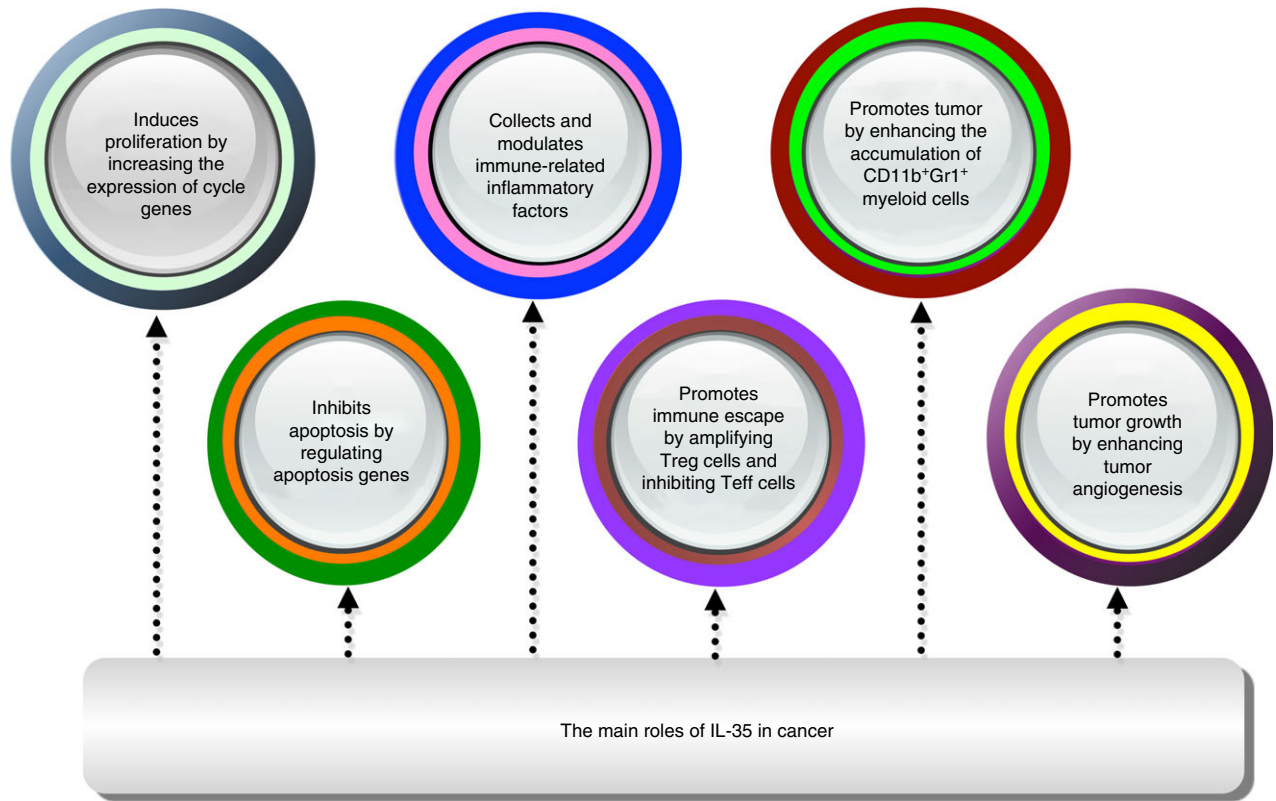 Induces
proliferation by
increasing the
expression of cycle
genes
Collects and
modulates
immune-related
inflammatory
factors
Promotes tumor
by enhancing the
accumulation of
CD11b⁺Gr1⁺
myeloid cells
Inhibits
apoptosis by
regulating
apoptosis genes
Promotes
immune escape
by amplifying
Treg cells and
inhibiting Teff cells
Promotes
tumor growth
by enhancing
tumor
angiogenesis
The main roles of IL-35 in cancer